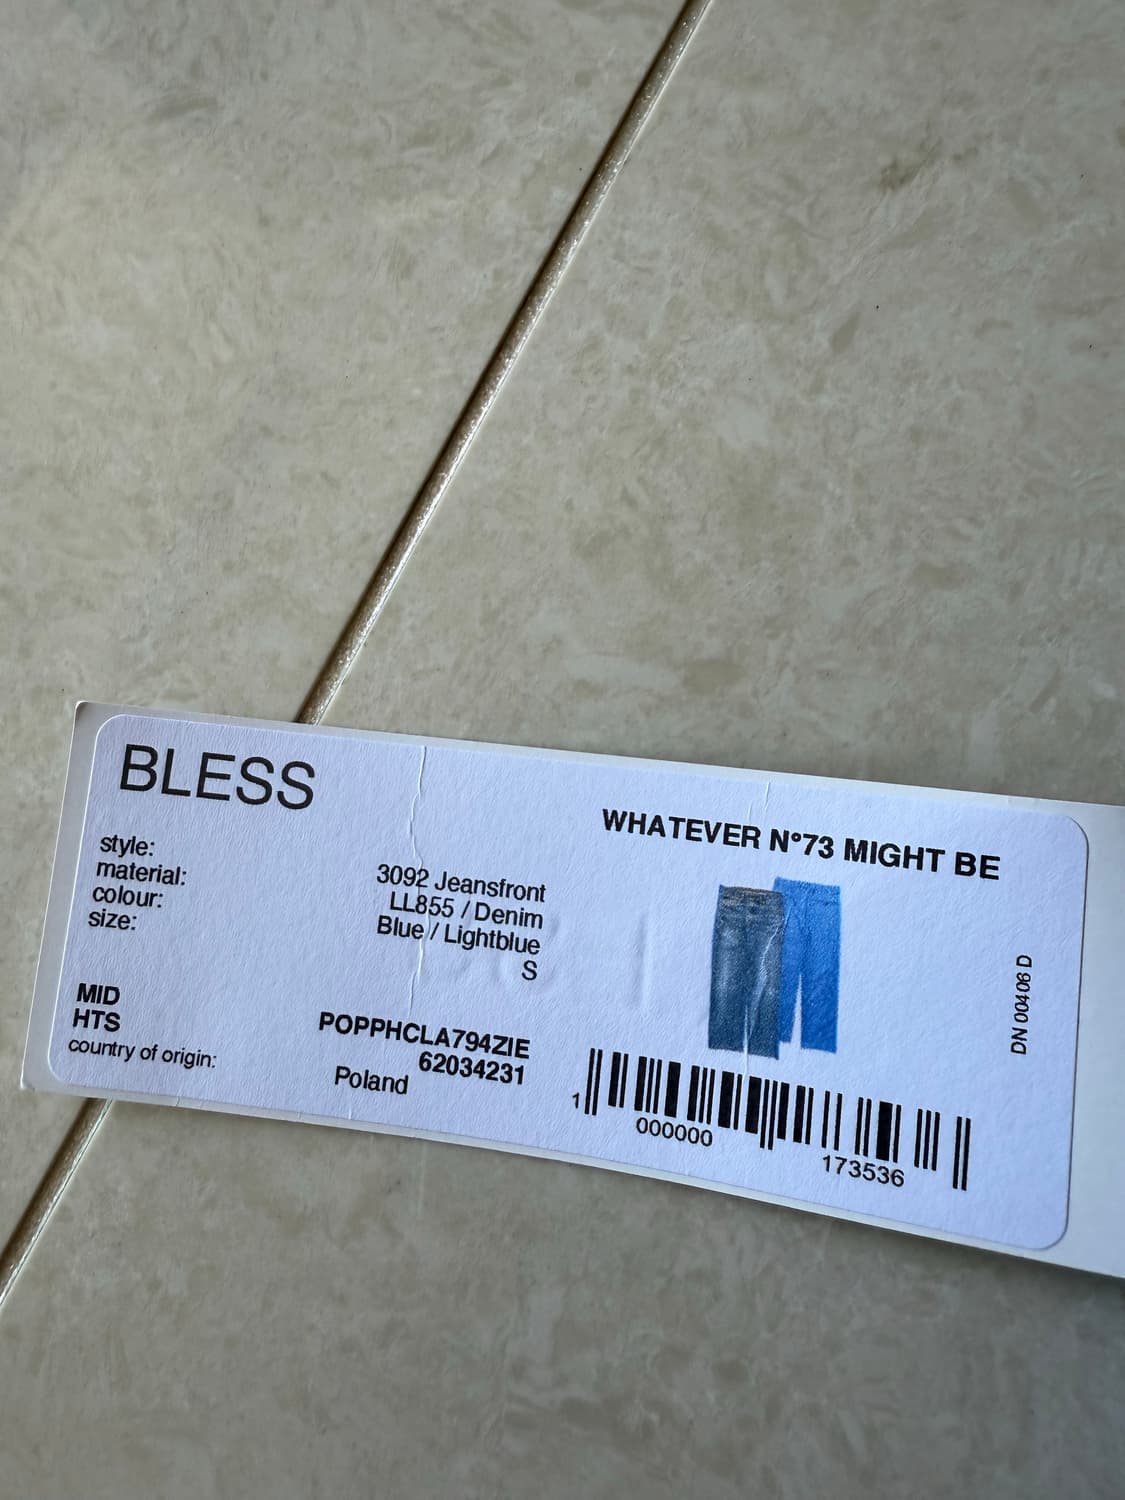 BLESS
WHATEVER N°73 MIGHT BE
style: 3092 Jeansfront
material: LL855 / Denim
colour: Blue / Lightblue
size: S
MID POPPHCLA794ZIE
HTS 62034231
country of origin: Poland
DN 00408 D
1 000000 173536